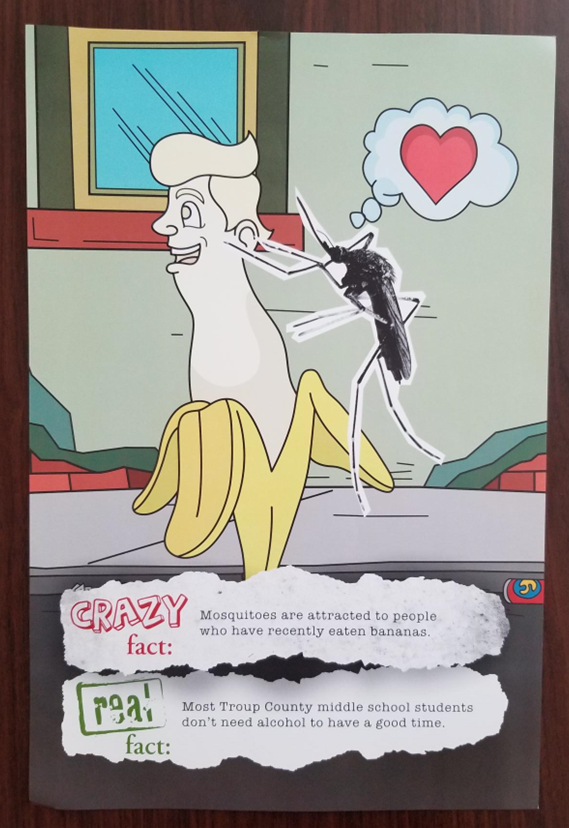 CRAZY
fact:
Mosquitoes are attracted to people
who have recently eaten bananas.
real
fact:
Most Troup County middle school students
don't need alcohol to have a good time.